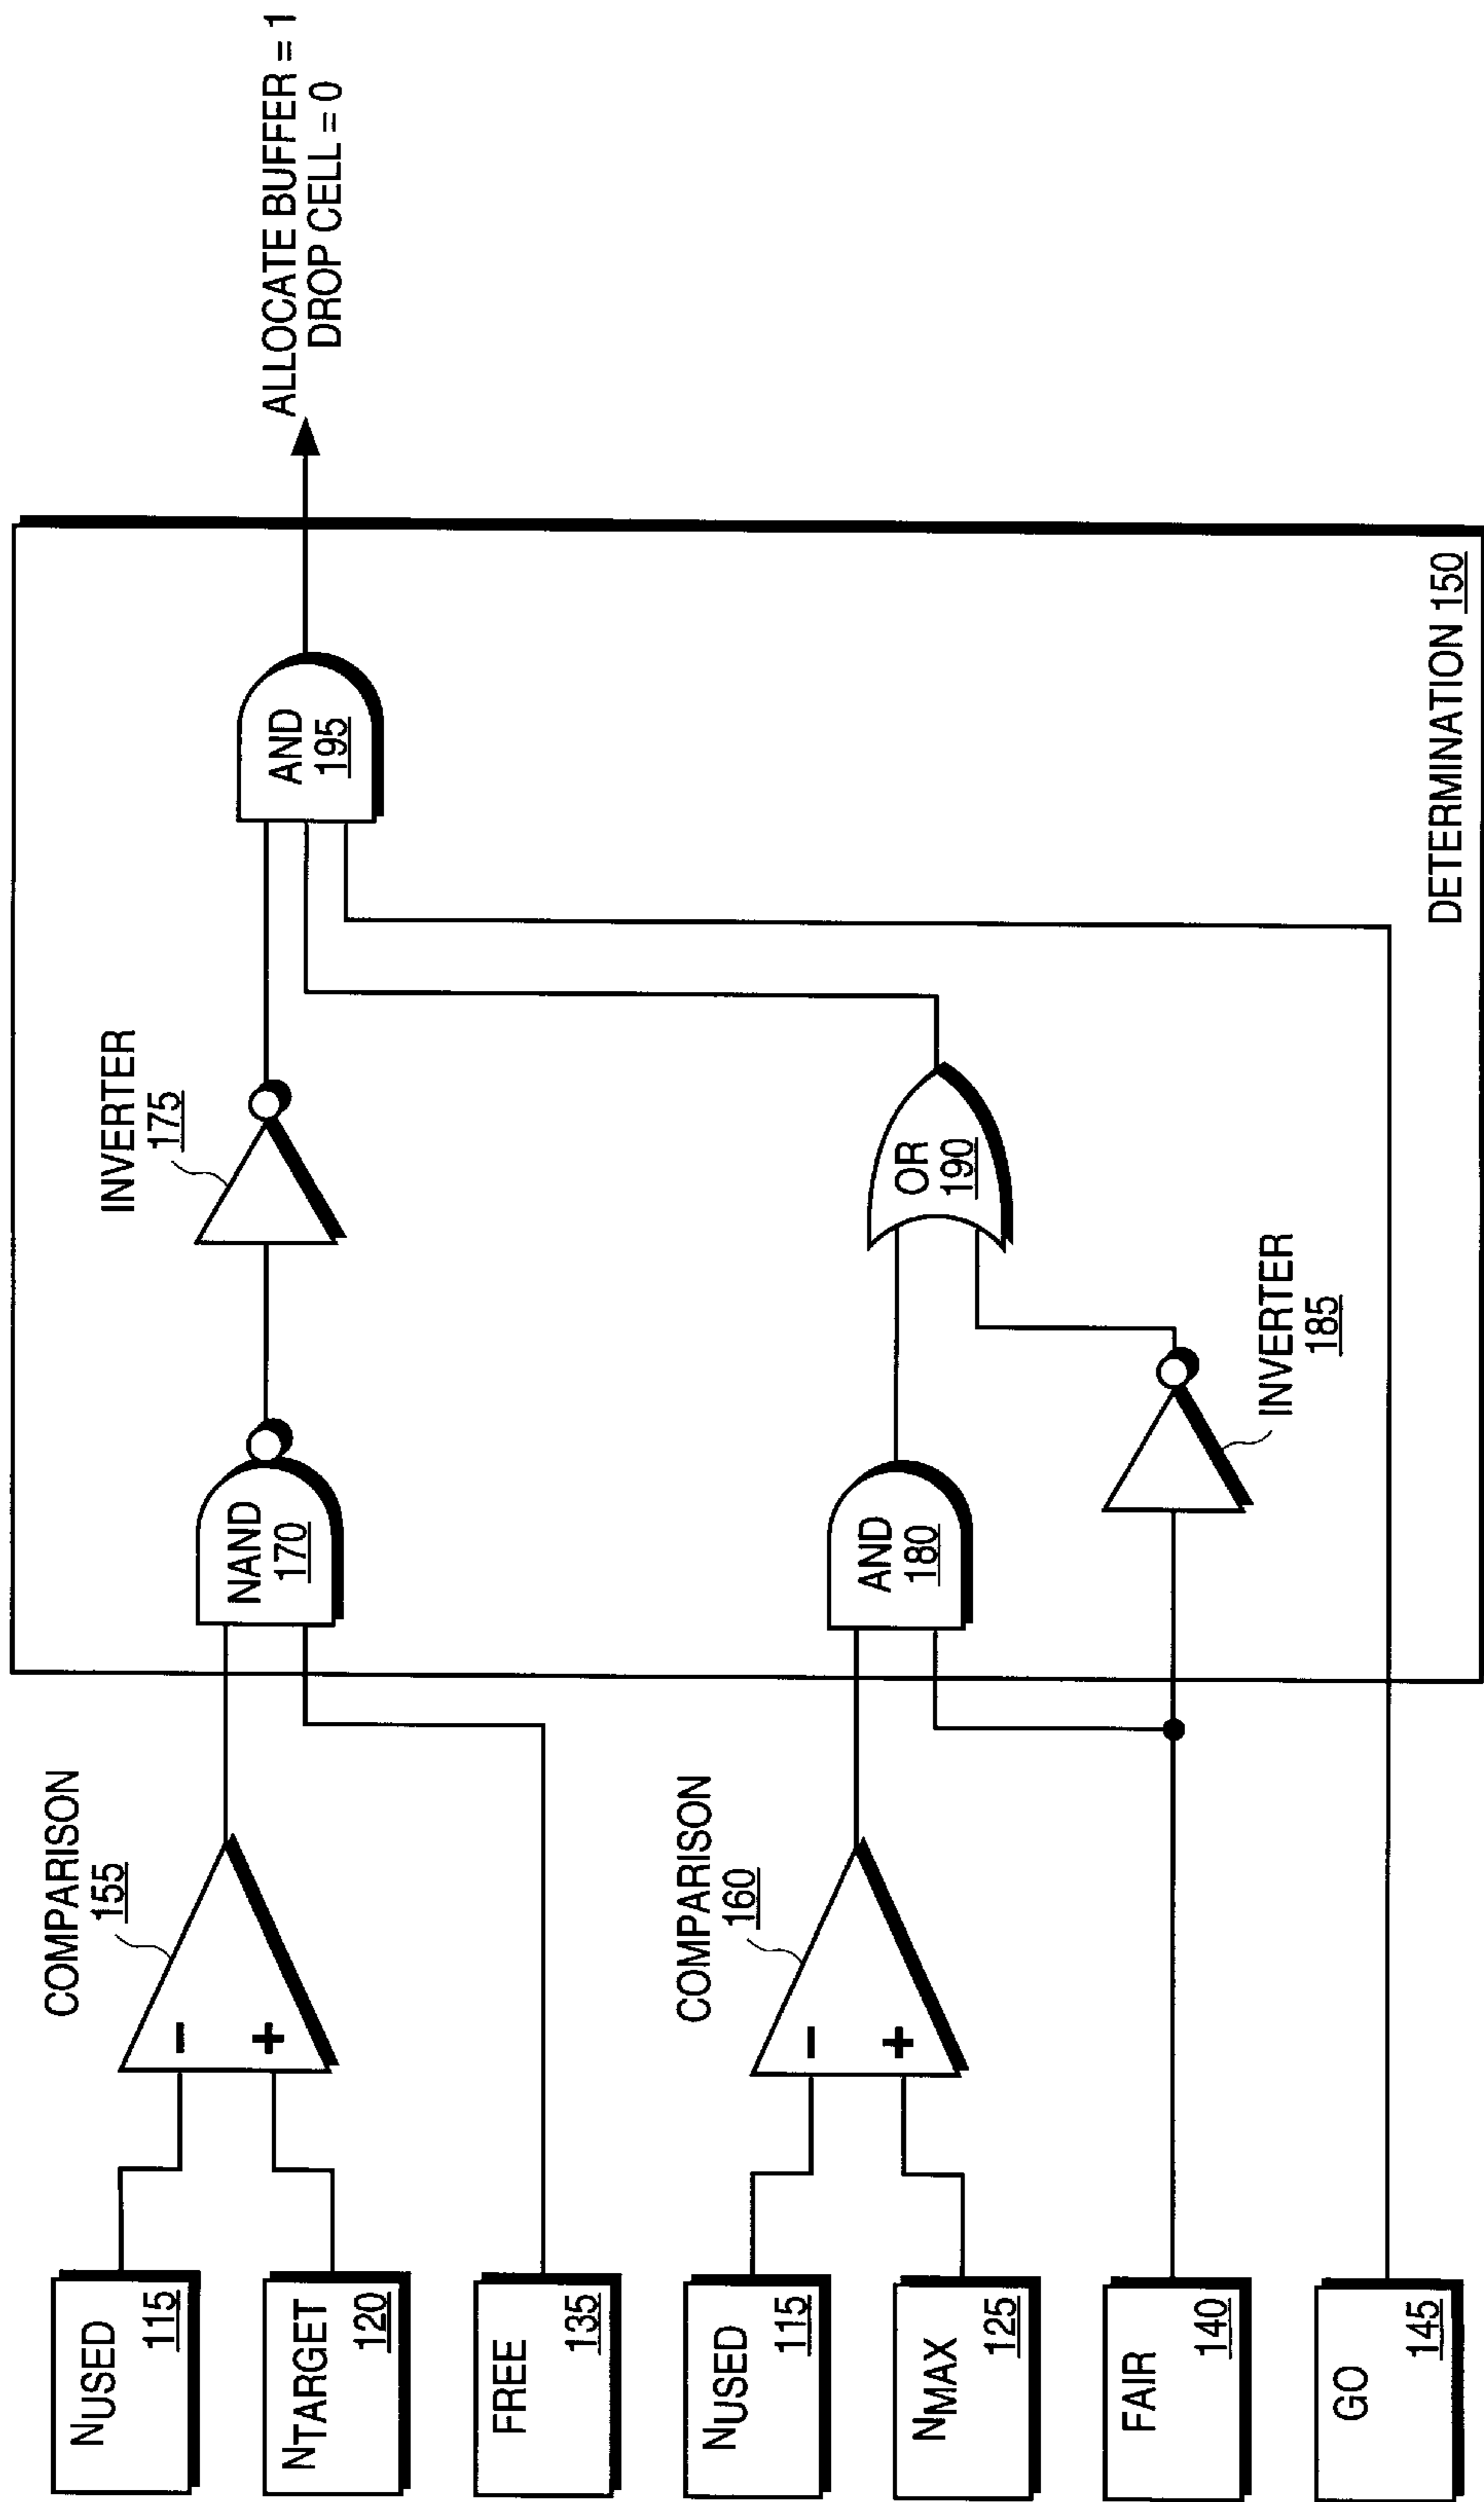 NUSED
115
NTARGET
120
FREE
135
NUSED
115
NMAX
125
FAIR
140
GO
145
COMPARISON
155
-
+
COMPARISON
160
-
+
NAND
170
INVERTER
175
AND
180
INVERTER
185
OR
190
AND
195
DETERMINATION 150
ALLOCATE BUFFER = 1
DROP CELL = 0